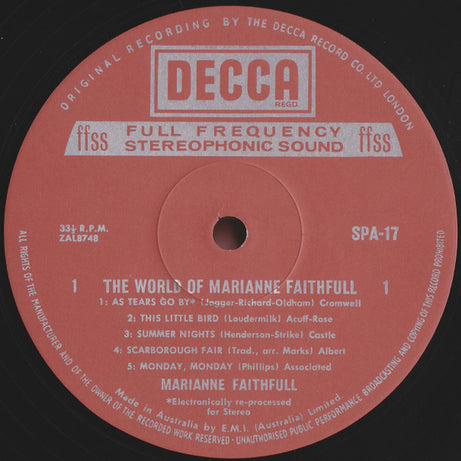 ORIGINAL RECORDING BY THE DECCA RECORD CO. LTD LONDON
DECCA
REGD.
ffss FULL FREQUENCY ffss
STEREOPHONIC SOUND
33⅓ R.P.M.
ZAL8748
SPA-17
1 THE WORLD OF MARIANNE FAITHFULL 1
1: AS TEARS GO BY* (Jagger-Richard-Oldham) Cromwell
2: THIS LITTLE BIRD (Loudermilk) Acuff-Rose
3: SUMMER NIGHTS (Henderson-Strike) Castle
4: SCARBOROUGH FAIR (Trad., arr. Marks) Albert
5: MONDAY, MONDAY (Phillips) Associated
MARIANNE FAITHFULL
*Electronically re-processed
for Stereo
Made in Australia by E.M.I. (Australia) Limited
ALL RIGHTS OF THE MANUFACTURER AND OF THE OWNER OF THE RECORDED WORK RESERVED - UNAUTHORISED PUBLIC PERFORMANCE BROADCASTING AND COPYING OF THIS RECORD PROHIBITED